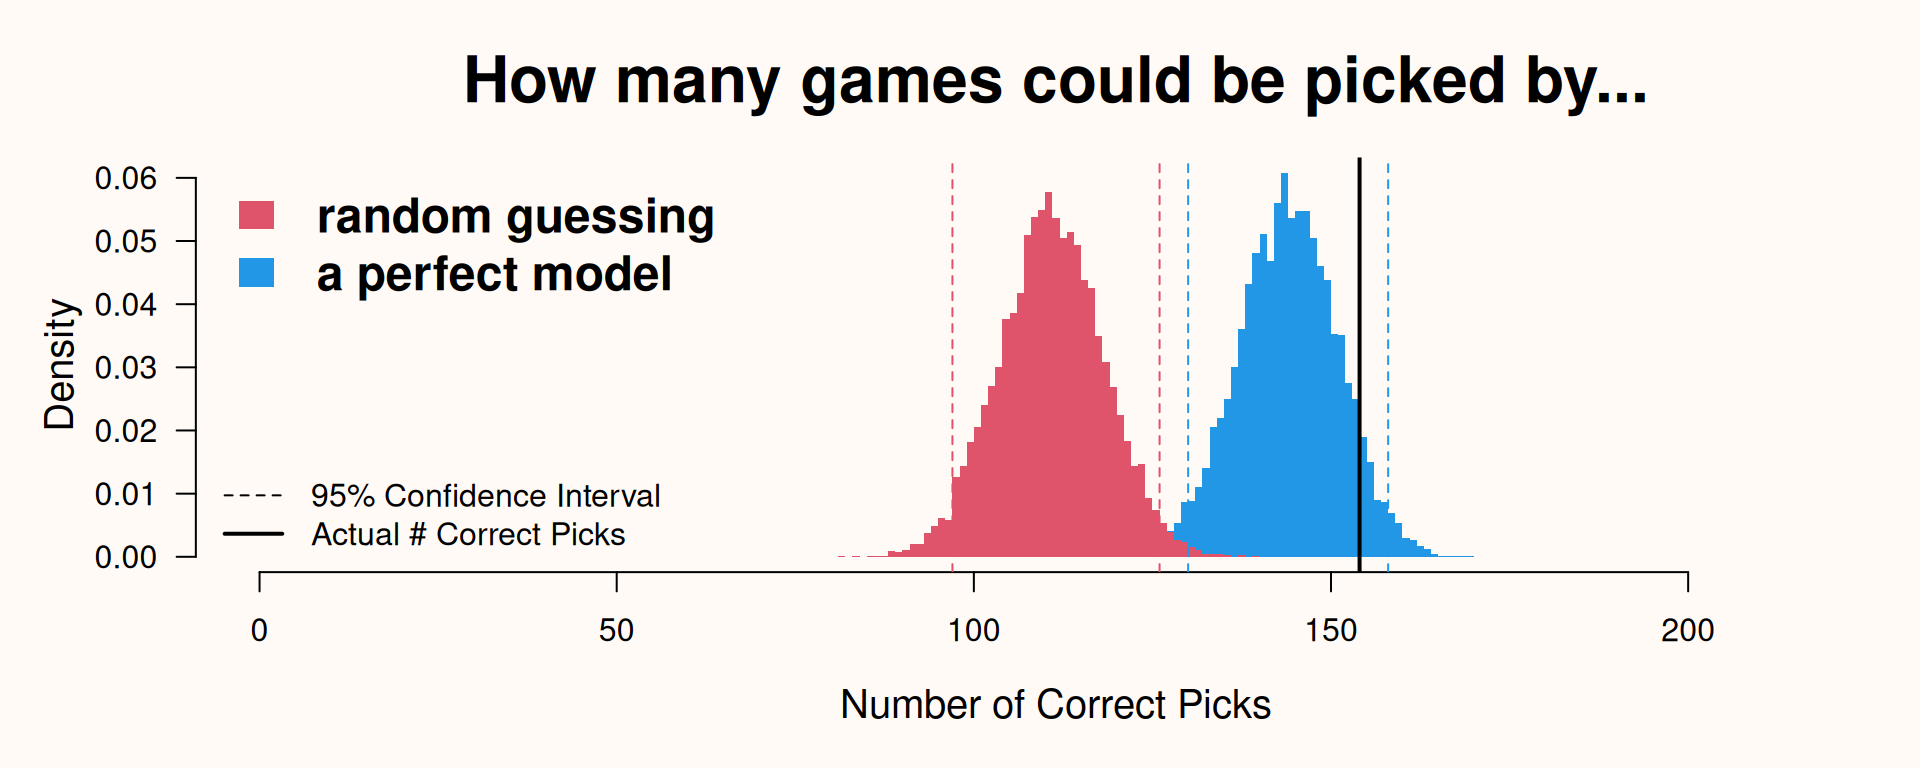 How many games could be picked by...
random guessing
a perfect model
95% Confidence Interval
Actual # Correct Picks
Density
0.06
0.05
0.04
0.03
0.02
0.01
0.00
0 50 100 150 200
Number of Correct Picks